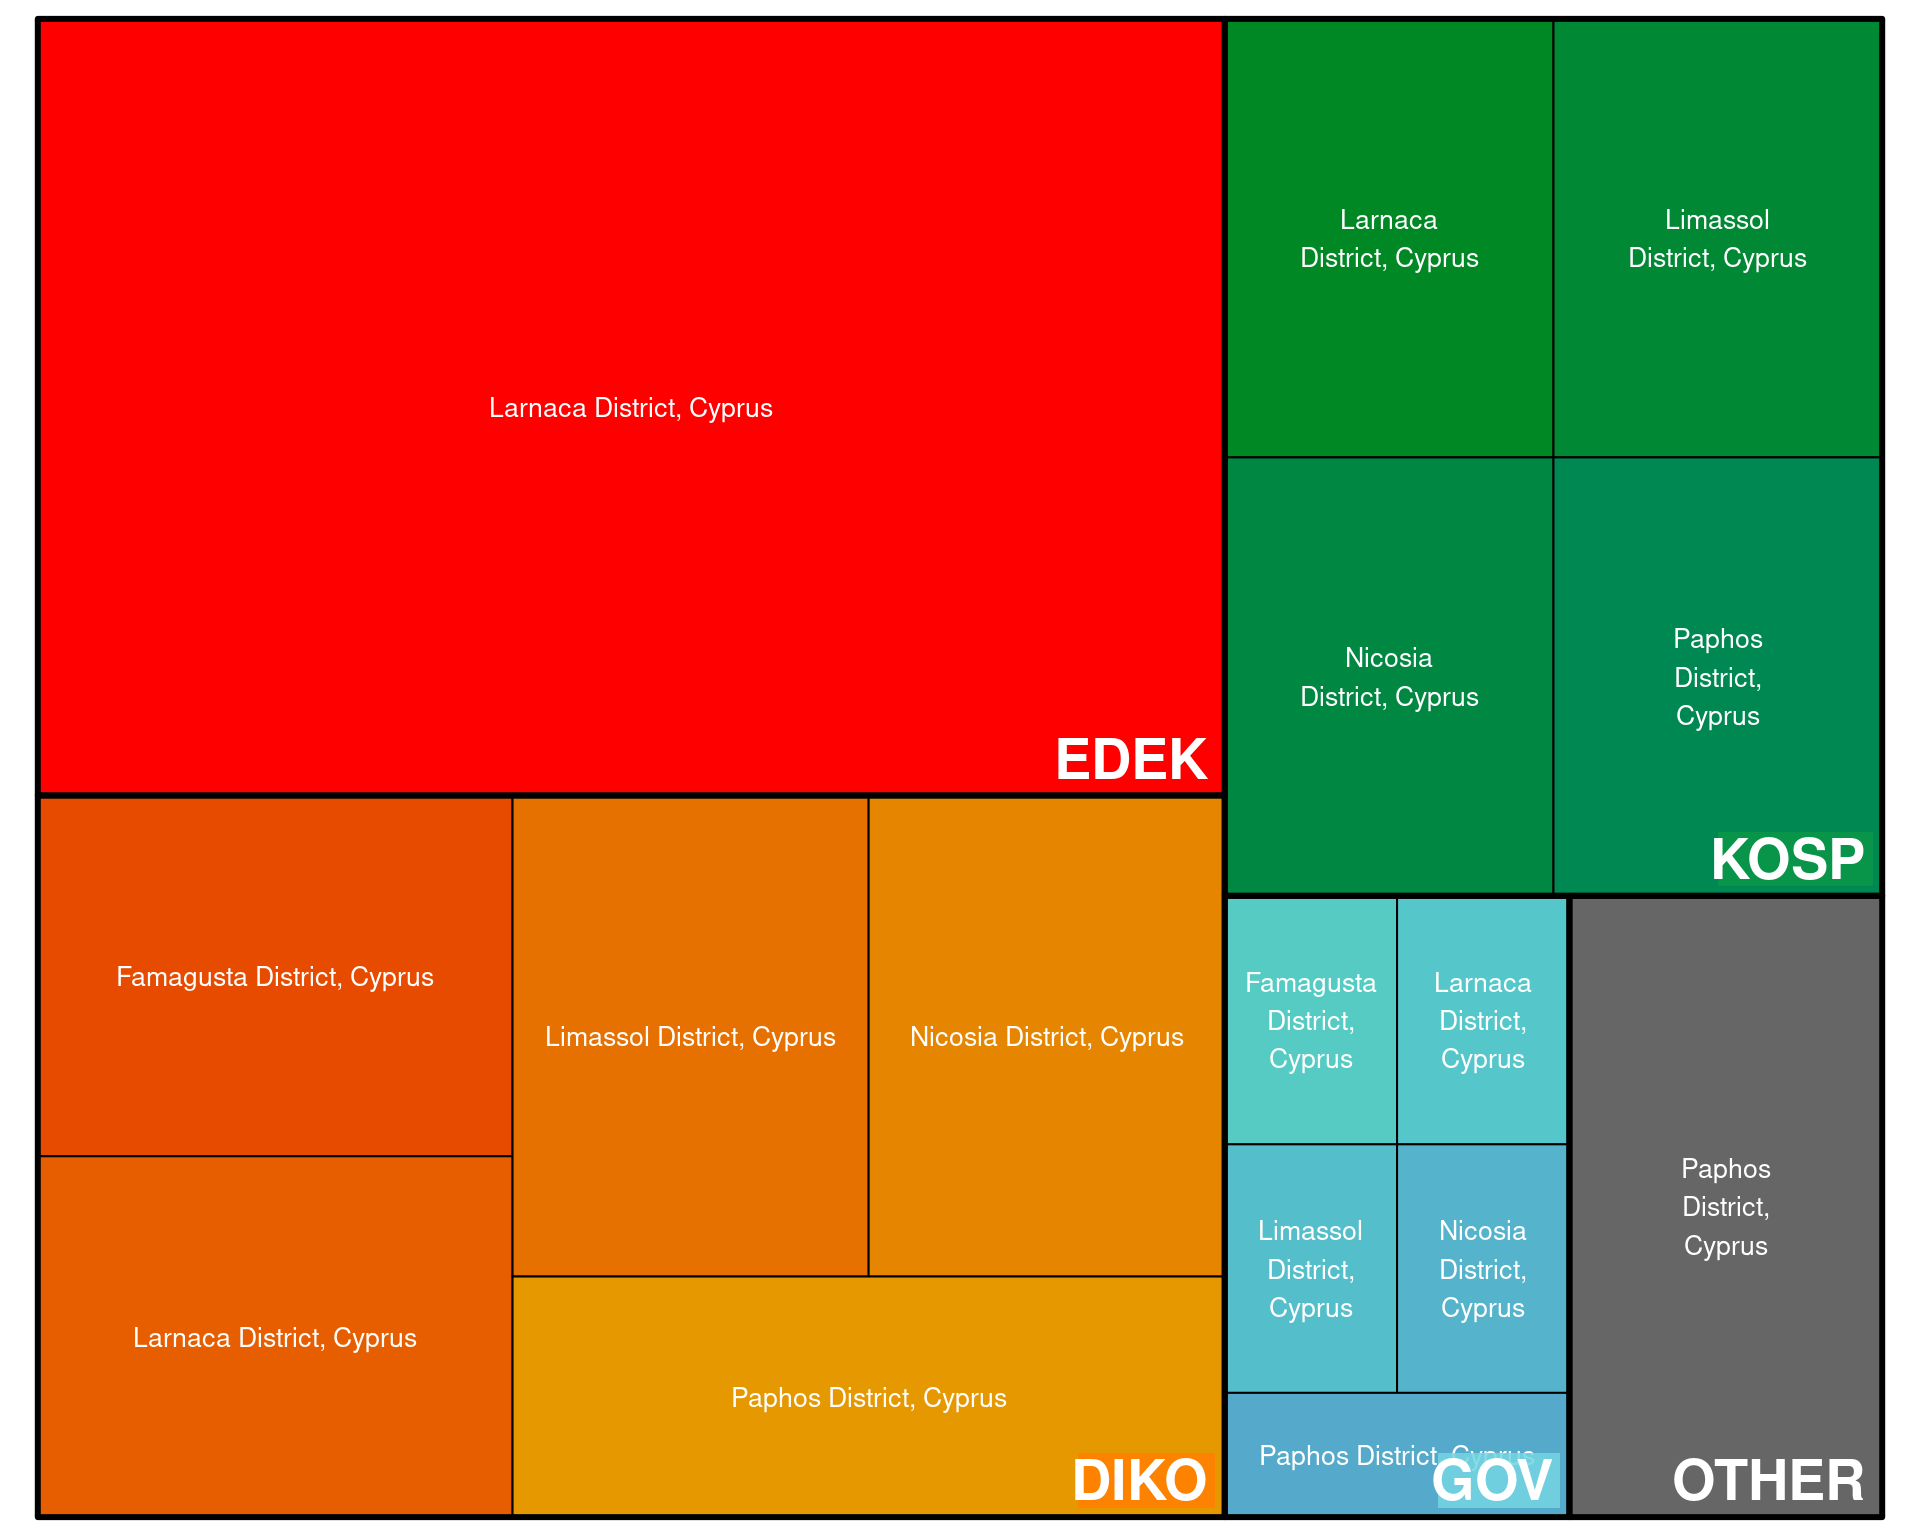 Larnaca District, Cyprus
EDEK
Famagusta District, Cyprus
Larnaca District, Cyprus
Limassol District, Cyprus
Nicosia District, Cyprus
Paphos District, Cyprus
DIKO
Larnaca
District, Cyprus
Limassol
District, Cyprus
Nicosia
District, Cyprus
Paphos
District,
Cyprus
KOSP
Famagusta
District,
Cyprus
Larnaca
District,
Cyprus
Limassol
District,
Cyprus
Nicosia
District,
Cyprus
Paphos District, Cyprus
GOV
Paphos
District,
Cyprus
OTHER